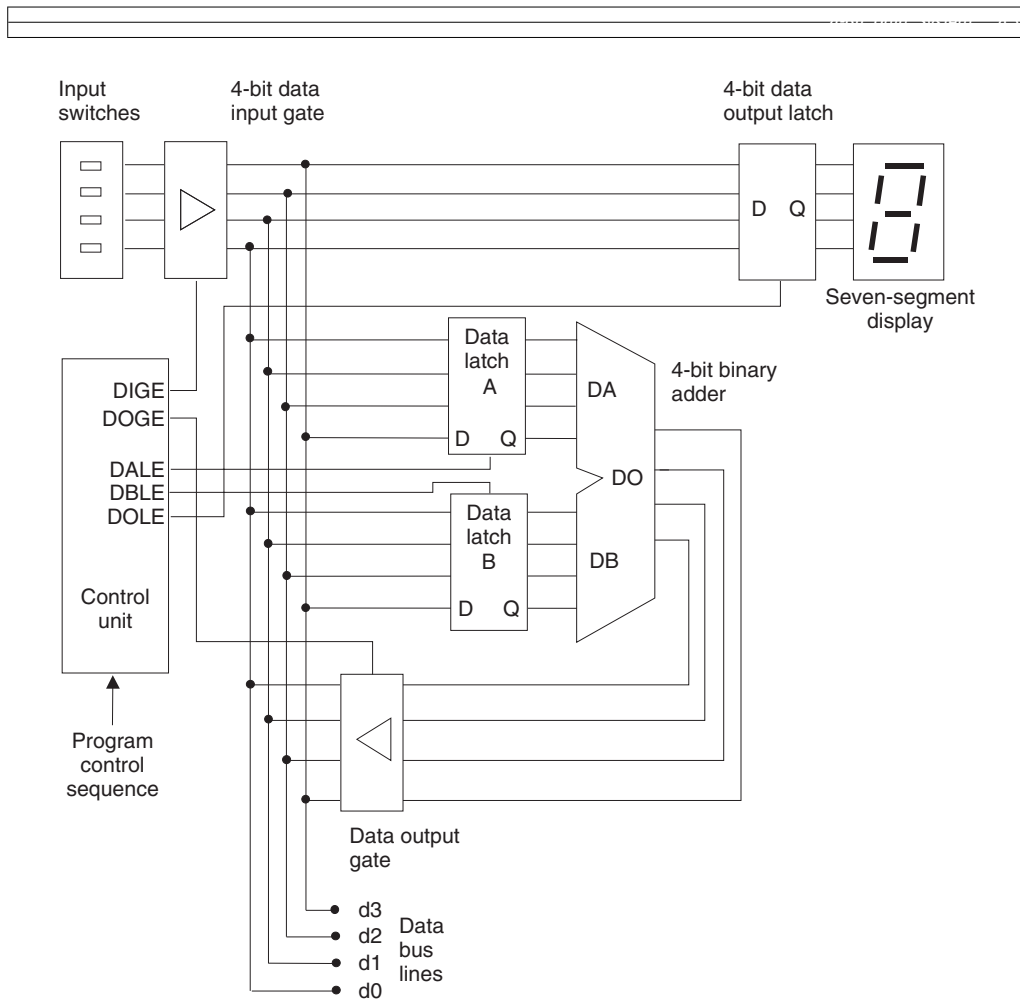 Input
switches
4-bit data
input gate
4-bit data
output latch
D Q
Seven-segment
display
Data
latch
A
D Q
DA
4-bit binary
adder
DO
DIGE
DOGE
DALE
DBLE
DOLE
Data
latch
B
D Q
DB
Control
unit
Program
control
sequence
Data output
gate
d3
d2
d1
d0
Data
bus
lines